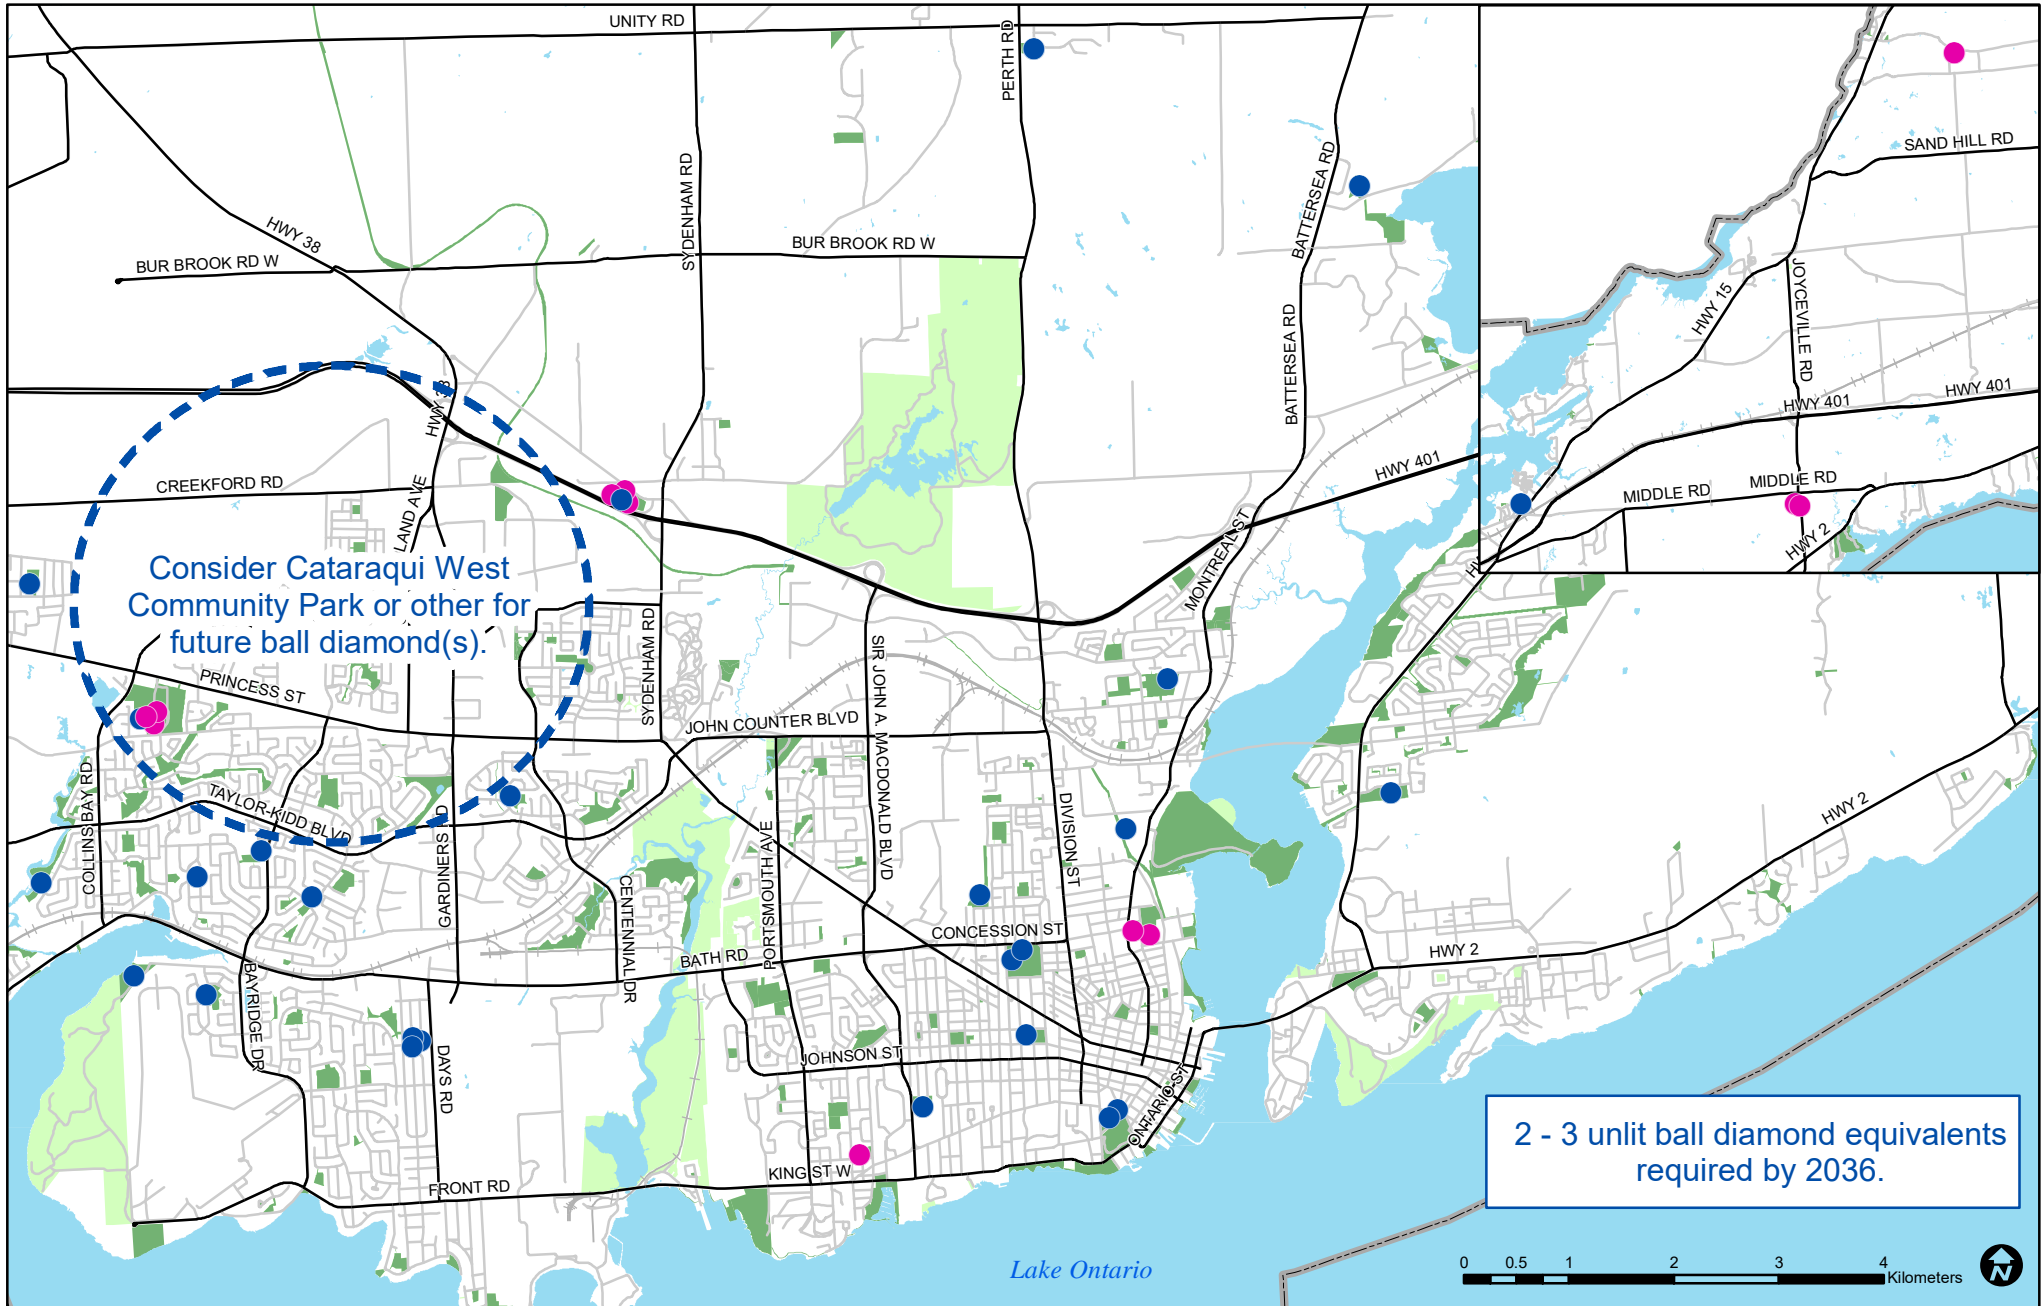 UNITY RD
PERTH RD
SAND HILL RD
SYDENHAM RD
BATTERSEA RD
HWY 38
BUR BROOK RD W
BUR BROOK RD W
HWY 15
JOYCEVILLE RD
BATTERSEA RD
HWY 401
HWY 401
HWY 38
HWY 401
CREEKFORD RD
MIDDLE RD
MIDDLE RD
LAND AVE
HWY 2
MONTREAL ST
Consider Cataraqui West
Community Park or other for
future ball diamond(s).
SYDENHAM RD
SIR JOHN A. MACDONALD BLVD
PRINCESS ST
JOHN COUNTER BLVD
COLLINS BAY RD
TAYLOR-KIDD BLVD
GARDINERS RD
PORTSMOUTH AVE
DIVISION ST
HWY 2
CENTENNIAL DR
CONCESSION ST
BATH RD
HWY 2
BAYRIDGE DR
DAYS RD
JOHNSON ST
ONTARIO ST
KING ST W
FRONT RD
2 - 3 unlit ball diamond equivalents
required by 2036.
Lake Ontario
0 0.5 1 2 3 4
Kilometers
N